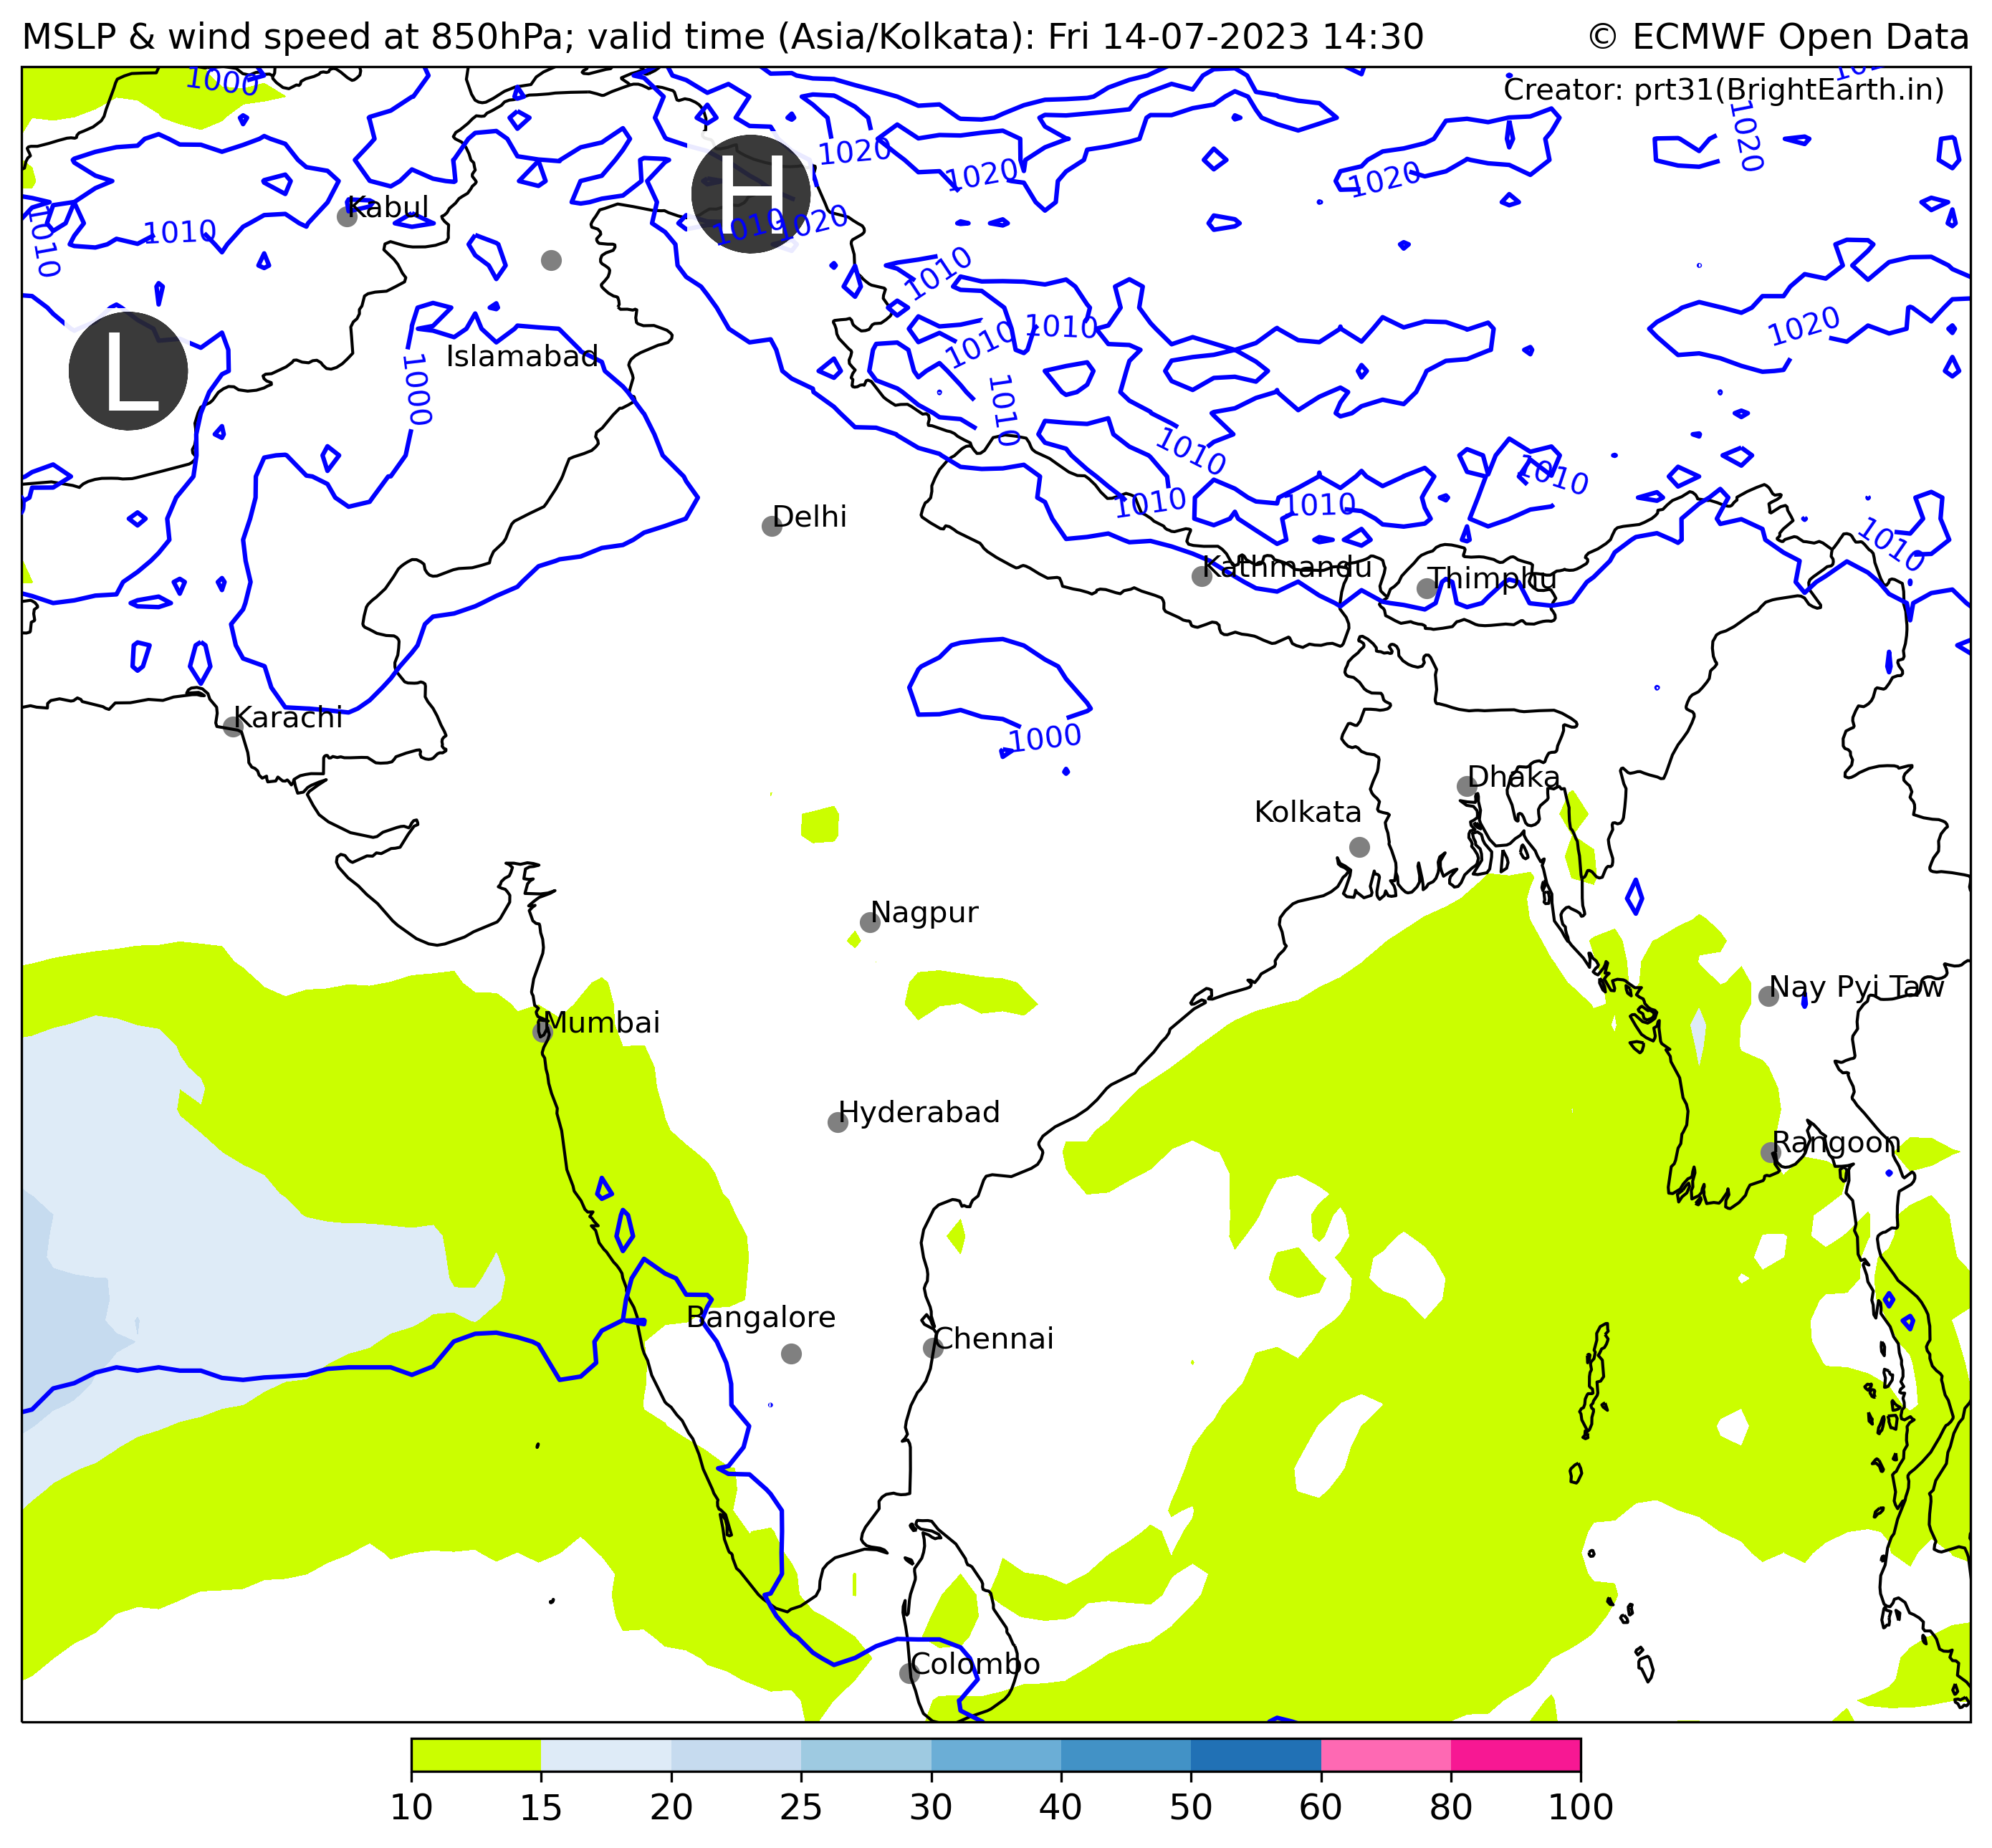 MSLP & wind speed at 850hPa; valid time (Asia/Kolkata): Fri 14-07-2023 14:30
© ECMWF Open Data
Creator: prt31(BrightEarth.in)
1000
1020
1020
1020
1020
Kabul
H
1010
1010
1010
1020
1010
1010
1010
1020
L
Islamabad
1000
1010
1010
1010
1010
1010
Delhi
1010
Kathmandu
Thimphu
Karachi
1000
Dhaka
Kolkata
Nagpur
Nay Pyi Taw
Mumbai
Hyderabad
Rangoon
Bangalore
Chennai
Colombo
10 15 20 25 30 40 50 60 80 100